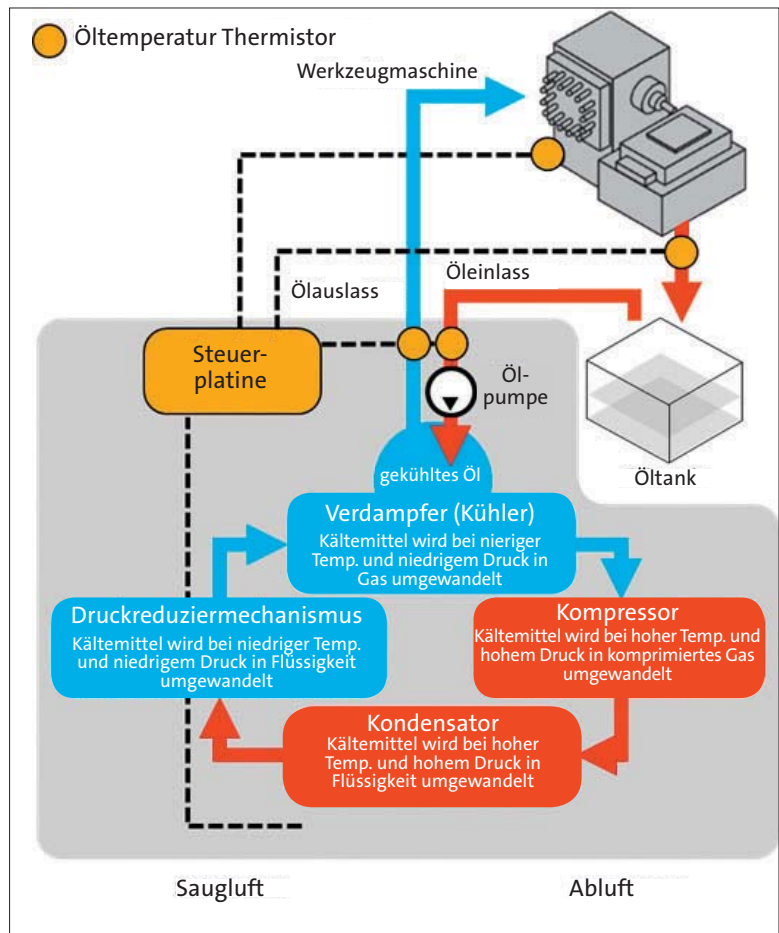 Öltemperatur Thermistor
Werkzeugmaschine
Öleinlass
Ölauslass
Steuer-
platine
Öl-
pumpe
Öltank
gekühltes Öl
Verdampfer (Kühler)
Kältemittel wird bei nieriger
Temp. und niedrigem Druck in
Gas umgewandelt
Druckreduziermechanismus
Kältemittel wird bei niedriger Temp.
und niedrigem Druck in Flüssigkeit
umgewandelt
Kompressor
Kältemittel wird bei hoher Temp. und
hohem Druck in komprimiertes Gas
umgewandelt
Kondensator
Kältemittel wird bei hoher
Temp. und hohem Druck in
Flüssigkeit umgewandelt
Saugluft
Abluft